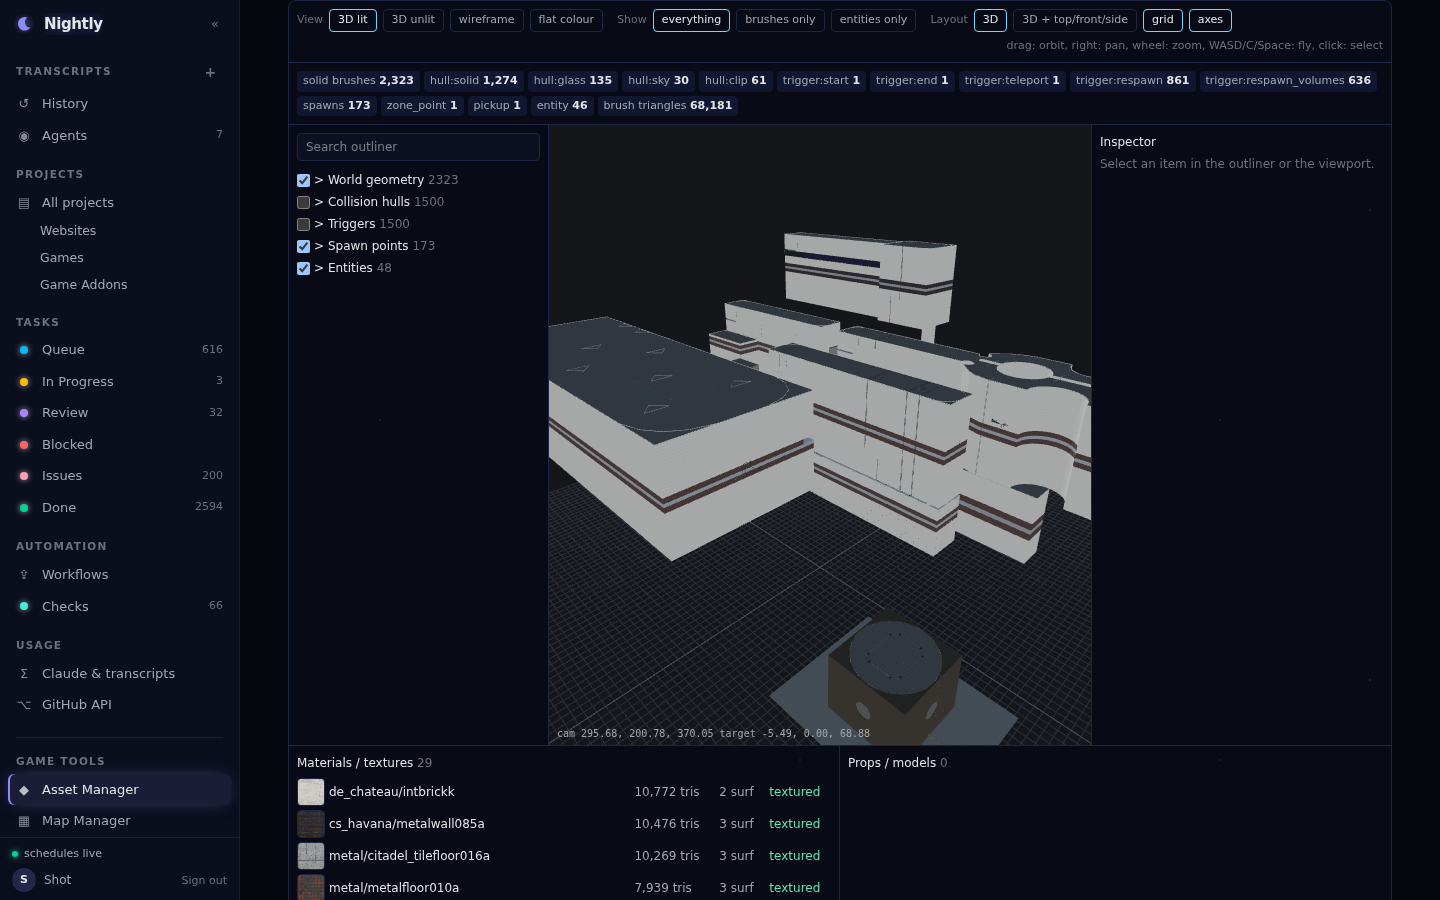 Nightly «
TRANSCRIPTS +
History
Agents 7
PROJECTS
All projects
Websites
Games
Game Addons
TASKS
Queue 616
In Progress 3
Review 32
Blocked
Issues 200
Done 2594
AUTOMATION
Workflows
Checks 66
USAGE
Σ Claude & transcripts
GitHub API
GAME TOOLS
Asset Manager
Map Manager
schedules live
S Shot Sign out
View 3D lit 3D unlit wireframe flat colour Show everything brushes only entities only Layout 3D 3D + top/front/side grid axes
drag: orbit, right: pan, wheel: zoom, WASD/C/Space: fly, click: select
solid brushes 2,323 hull:solid 1,274 hull:glass 135 hull:sky 30 hull:clip 61 trigger:start 1 trigger:end 1 trigger:teleport 1 trigger:respawn 861 trigger:respawn_volumes 636
spawns 173 zone_point 1 pickup 1 entity 46 brush triangles 68,181
Search outliner
> World geometry 2323
> Collision hulls 1500
> Triggers 1500
> Spawn points 173
> Entities 48
cam 295.68, 200.78, 370.05 target -5.49, 0.00, 68.88
Inspector
Select an item in the outliner or the viewport.
Materials / textures 29
de_chateau/intbrickk 10,772 tris 2 surf textured
cs_havana/metalwall085a 10,476 tris 3 surf textured
metal/citadel_tilefloor016a 10,269 tris 3 surf textured
metal/metalfloor010a 7,939 tris 3 surf textured
Props / models 0